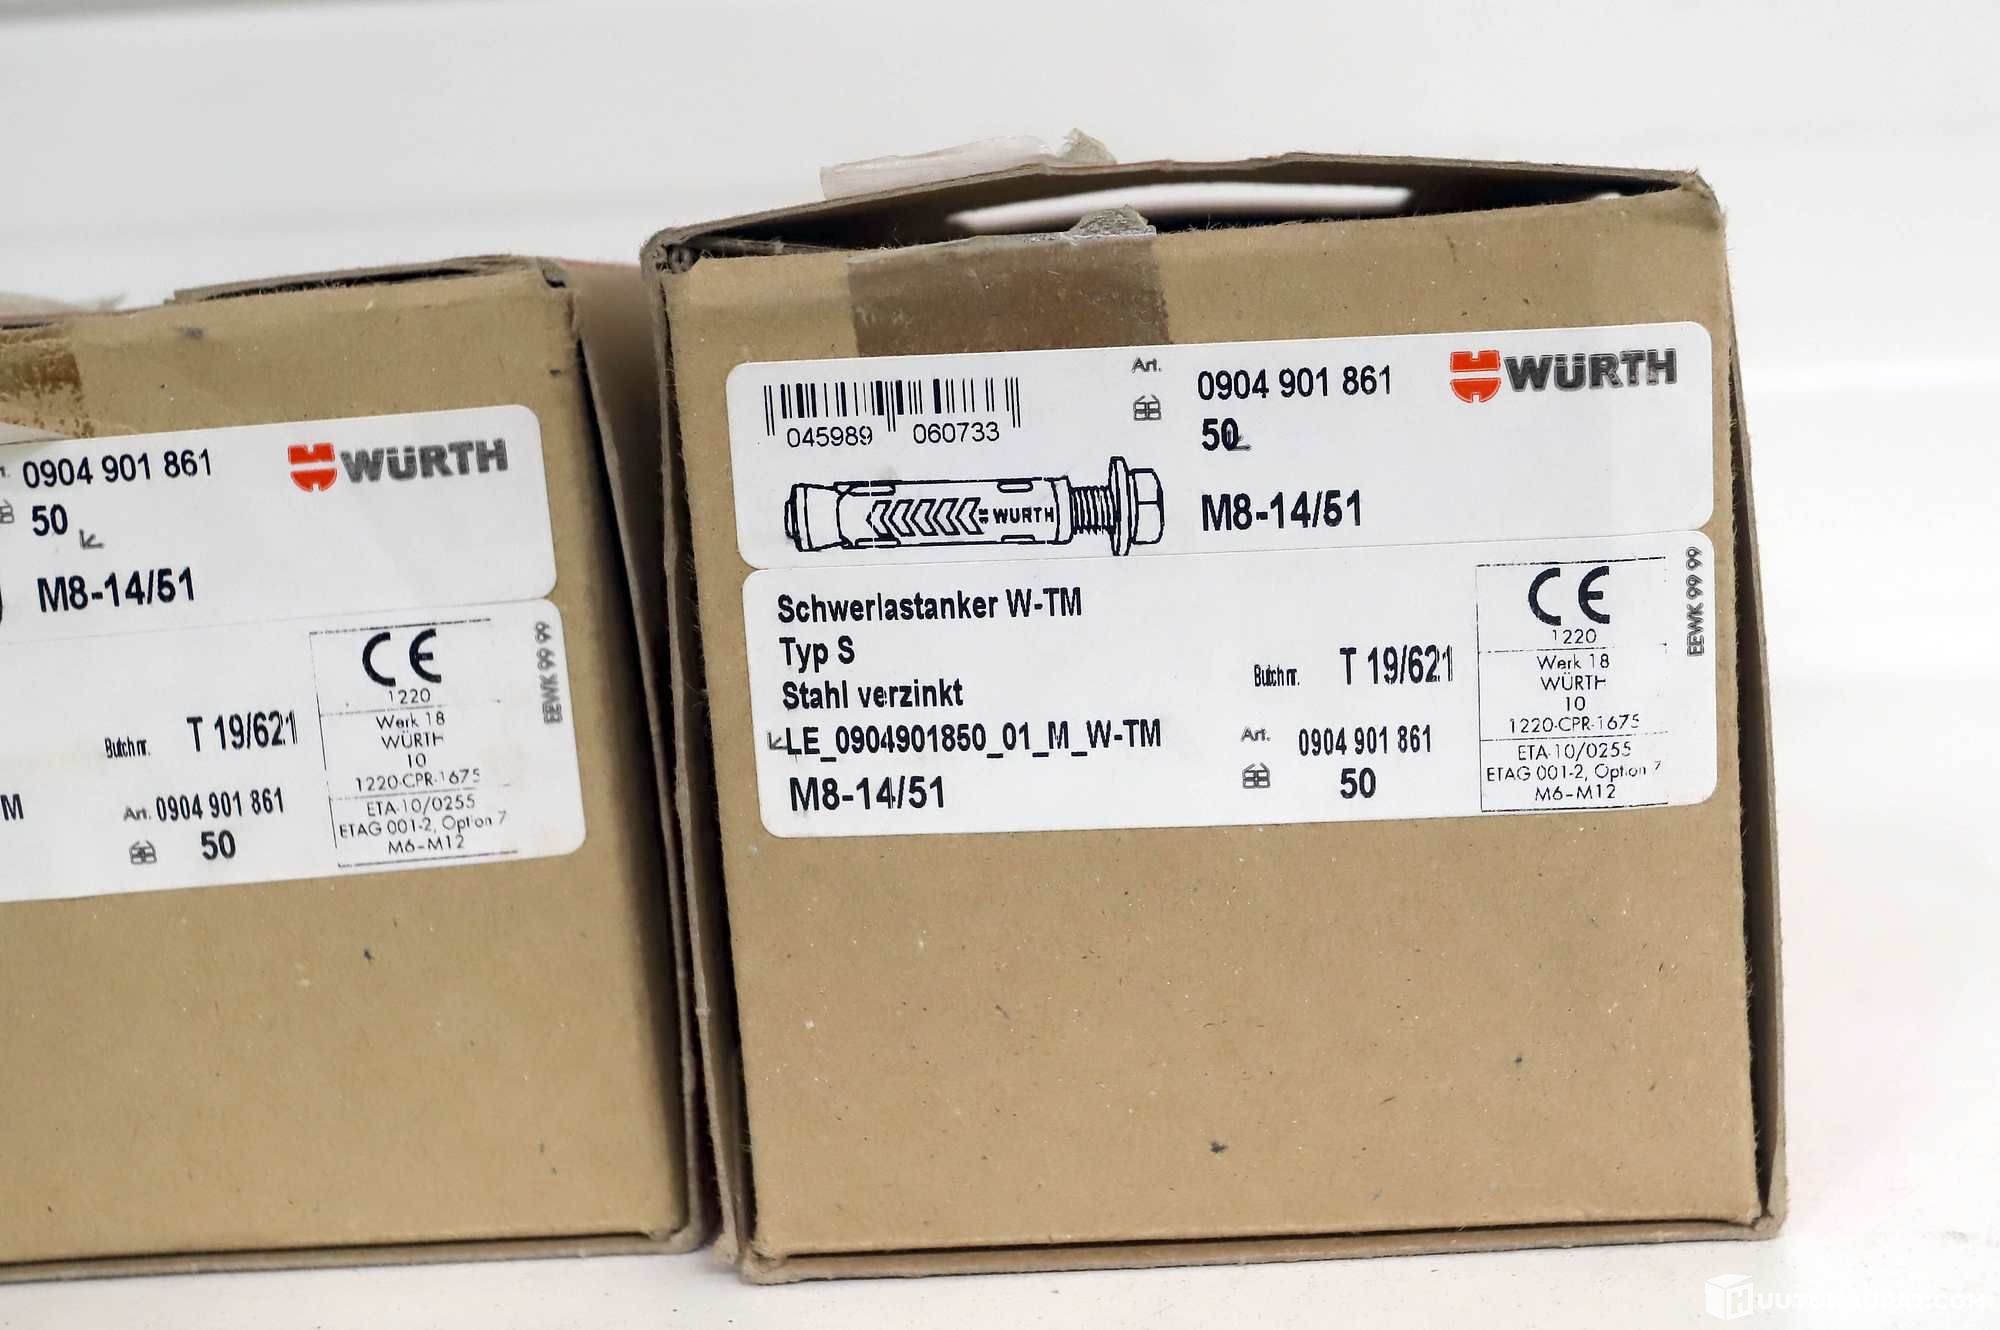 0904 901 861
WÜRTH
50
M8-14/51
CE
1220
Werk 18
WÜRTH
10
1220-CPR-1675
ETA-10/0255
ETAG 001-2, Option 7
M6-M12
EEWK 99 99
T 19/621
M
Art. 0904 901 861
50
045989 060733
Art. 0904 901 861
50
WÜRTH
WÜRTH
M8-14/51
Schwerlastanker W-TM
Typ S
Stahl verzinkt
LE_0904901850_01_M_W-TM
M8-14/51
T 19/621
Art. 0904 901 861
50
CE
1220
Werk 18
WÜRTH
10
1220-CPR-1675
ETA-10/0255
ETAG 001-2, Option 7
M6-M12
EEWK 99 99
HUUTOKAUPAT.COM